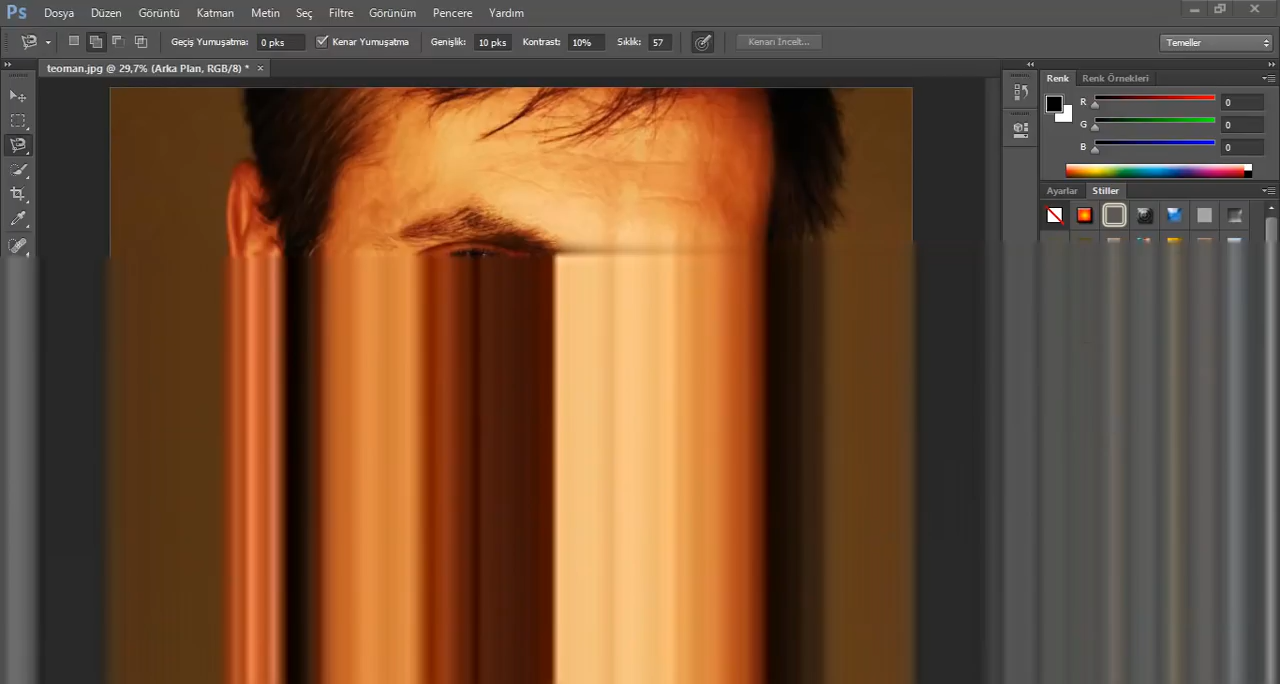 Ps Dosya Düzen Görüntü Katman Metin Seç Filtre Görünüm Pencere Yardım
Geçiş Yumuşatma: 0 pks Kenar Yumuşatma Genişlik: 10 pks Kontrast: 10% Sıklık: 57 Kenarı İncelt... Temeller
teoman.jpg @ 29,7% (Arka Plan, RGB/8) * ×
Renk Renk Örnekleri
R 0
G 0
B 0
Ayarlar Stiller